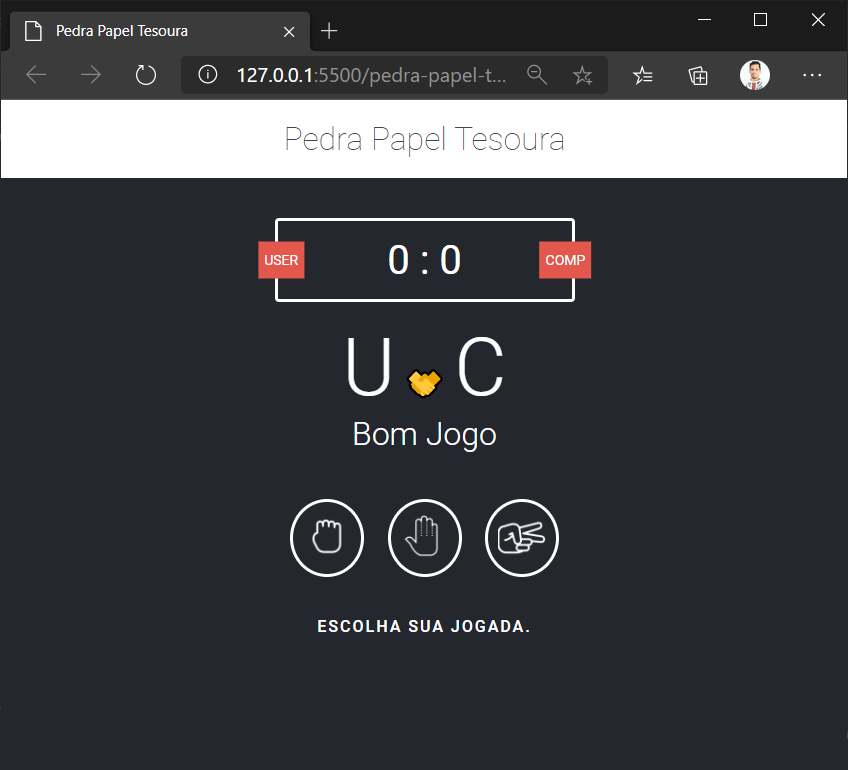 Pedra Papel Tesoura
127.0.0.1:5500/pedra-papel-t...
Pedra Papel Tesoura
USER 0 : 0 COMP
U 🤝 C
Bom Jogo
ESCOLHA SUA JOGADA.